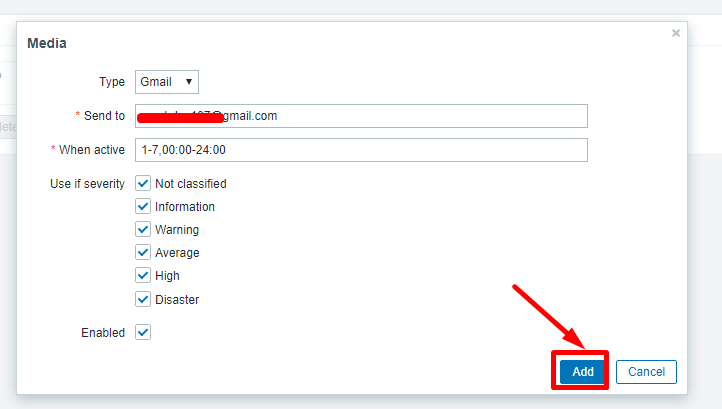 Media
Type Gmail
* Send to gmail.com
* When active 1-7,00:00-24:00
Use if severity Not classified
Information
Warning
Average
High
Disaster
Enabled
Add Cancel